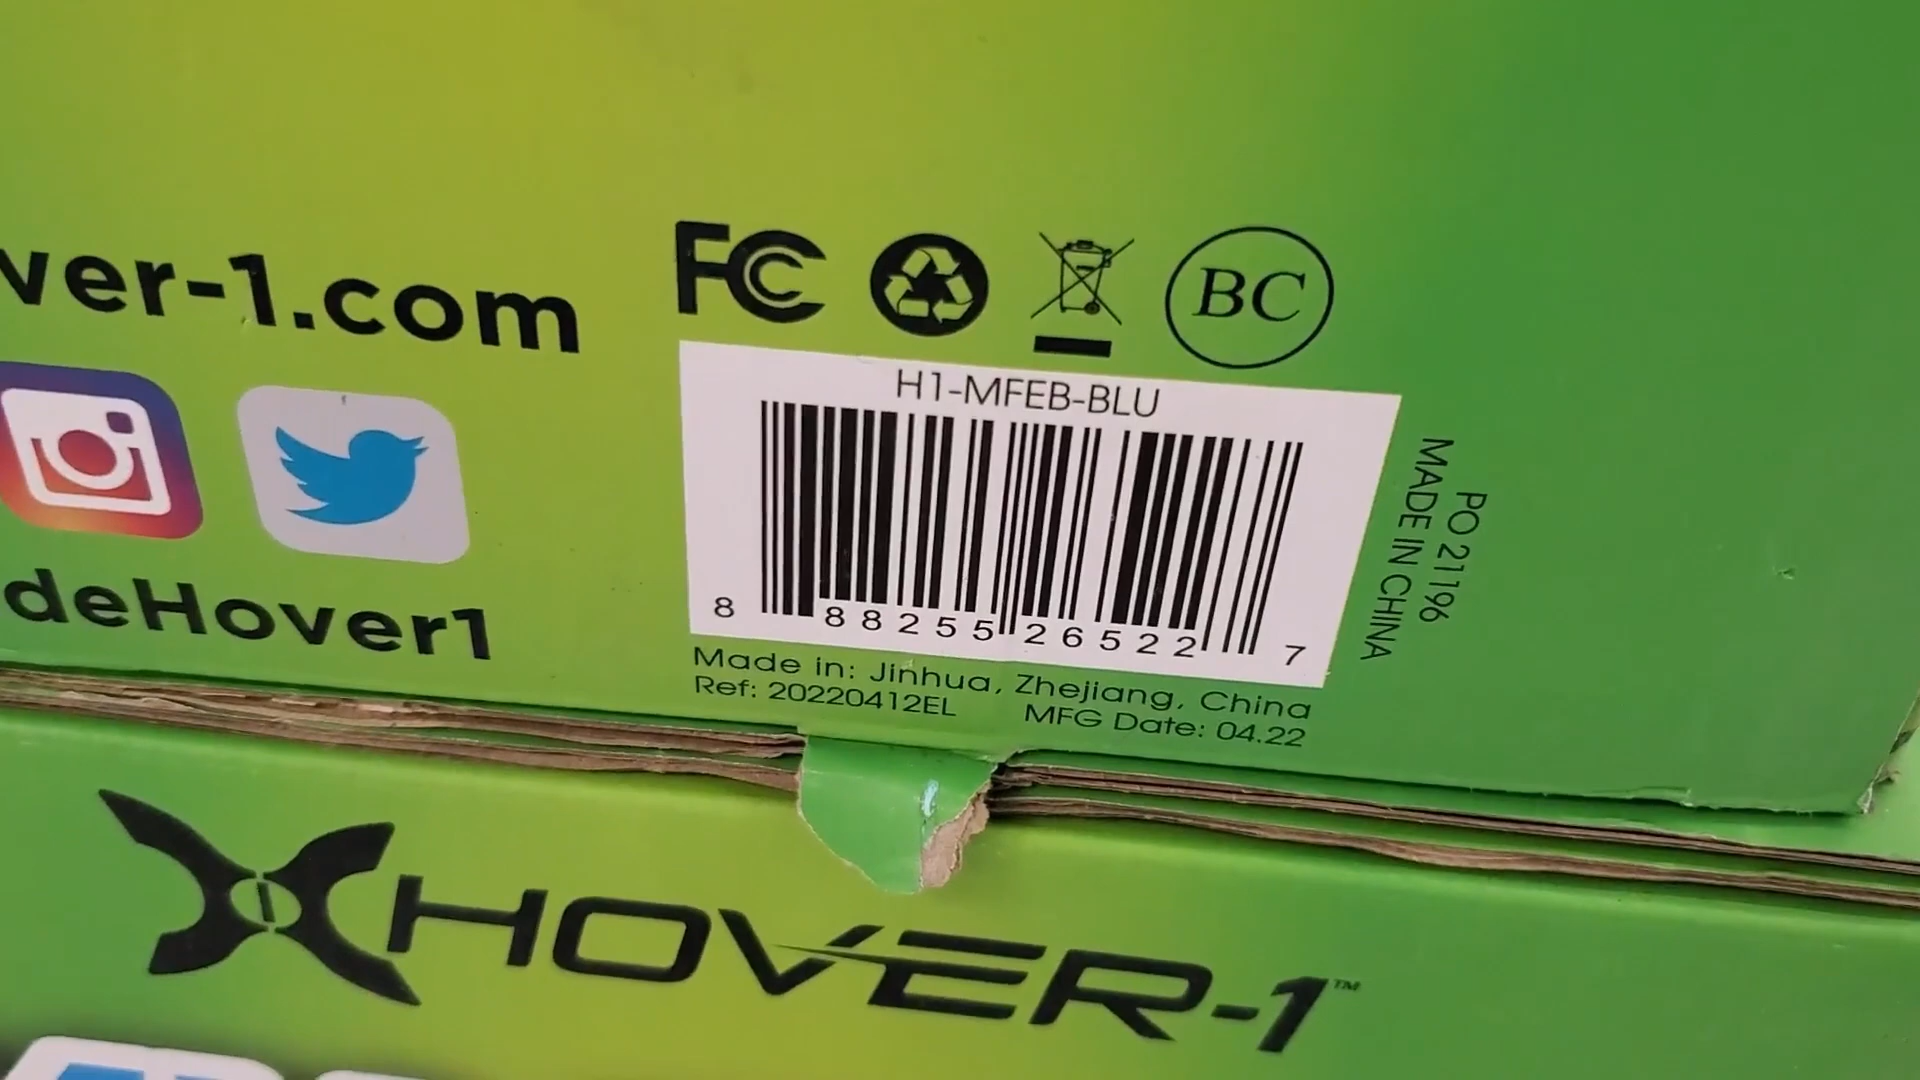 ver-1.com
FC
BC
H1-MFEB-BLU
8 88255 26522 7
PO 21196
MADE IN CHINA
deHover1
Made in: Jinhua, Zhejiang, China
Ref: 20220412EL MFG Date: 04.22
HOVER-1™